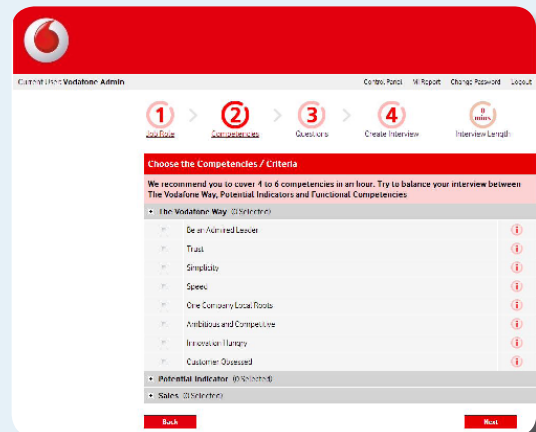 Current User: Vodafone Admin
Control Panel MI Report Change Password Logout
1 > 2 > 3 > 4 0 mins
Job Role Competencies Questions Create Interview Interview Length
Choose the Competencies / Criteria
We recommend you to cover 4 to 6 competencies in an hour. Try to balance your interview between
The Vodafone Way, Potential Indicators and Functional Competencies
The Vodafone Way (0 Selected)
Be an Admired Leader
Trust
Simplicity
Speed
One Company Local Roots
Ambitious and Competitive
Innovation Hungry
Customer Obsessed
Potential Indicator (0 Selected)
Sales (0 Selected)
Back Next